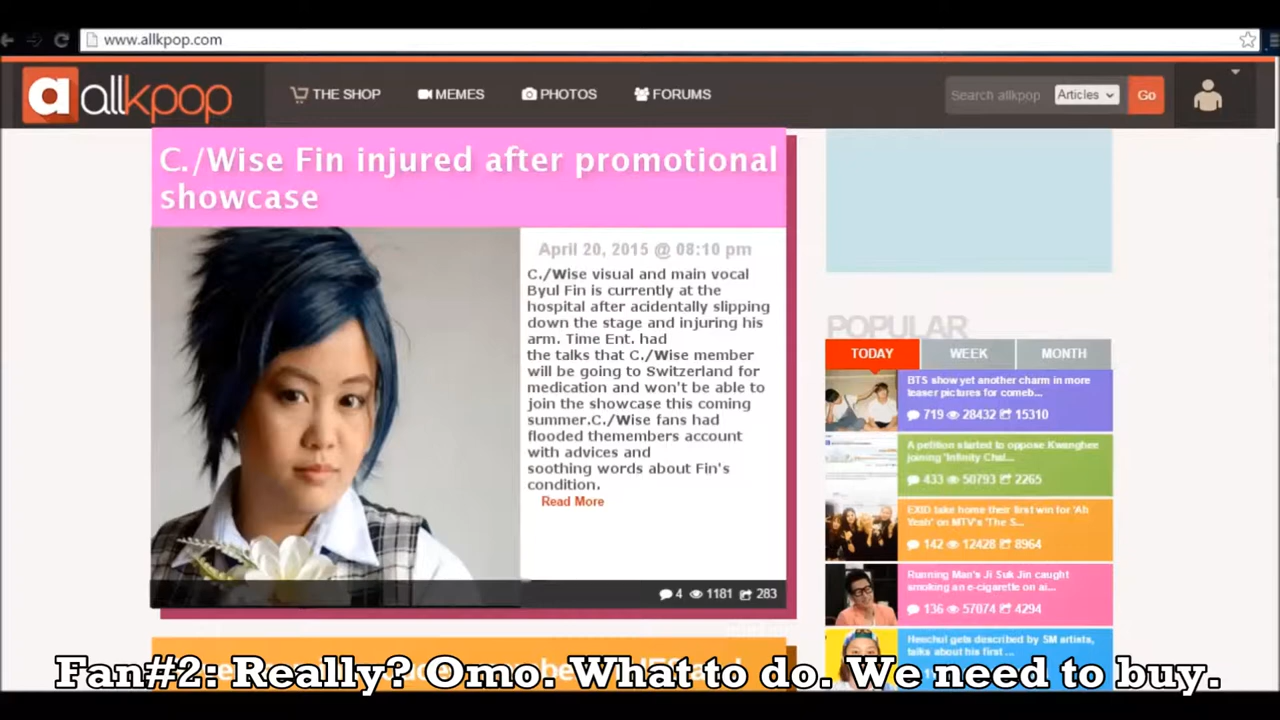 www.allkpop.com
a allkpop
THE SHOP
MEMES
PHOTOS
FORUMS
Search allkpop
Articles
Go
C./Wise Fin injured after promotional
showcase
April 20, 2015 @ 08:10 pm
C./Wise visual and main vocal
Byul Fin is currently at the
hospital after acidentally slipping
down the stage and injuring his
arm. Time Ent. had
the talks that C./Wise member
will be going to Switzerland for
medication and won't be able to
join the showcase this coming
summer.C./Wise fans had
flooded themembers account
with advices and
soothing words about Fin's
condition.
Read More
4 1181 283
POPULAR
TODAY
WEEK
MONTH
BTS show yet another charm in more
teaser pictures for comeb...
719 28432 15310
A petition started to oppose Kwanghee
joining 'Infinity Chal...
433 50793 2265
EXID take home their first win for 'Ah
Yeah' on MTV's 'The S...
142 12428 8964
Running Man's Ji Suk Jin caught
smoking an e-cigarette on ai...
136 57074 4294
Heechul gets described by SM artists,
talks about his first ...
Fan#2: Really? Omo. What to do. We need to buy.